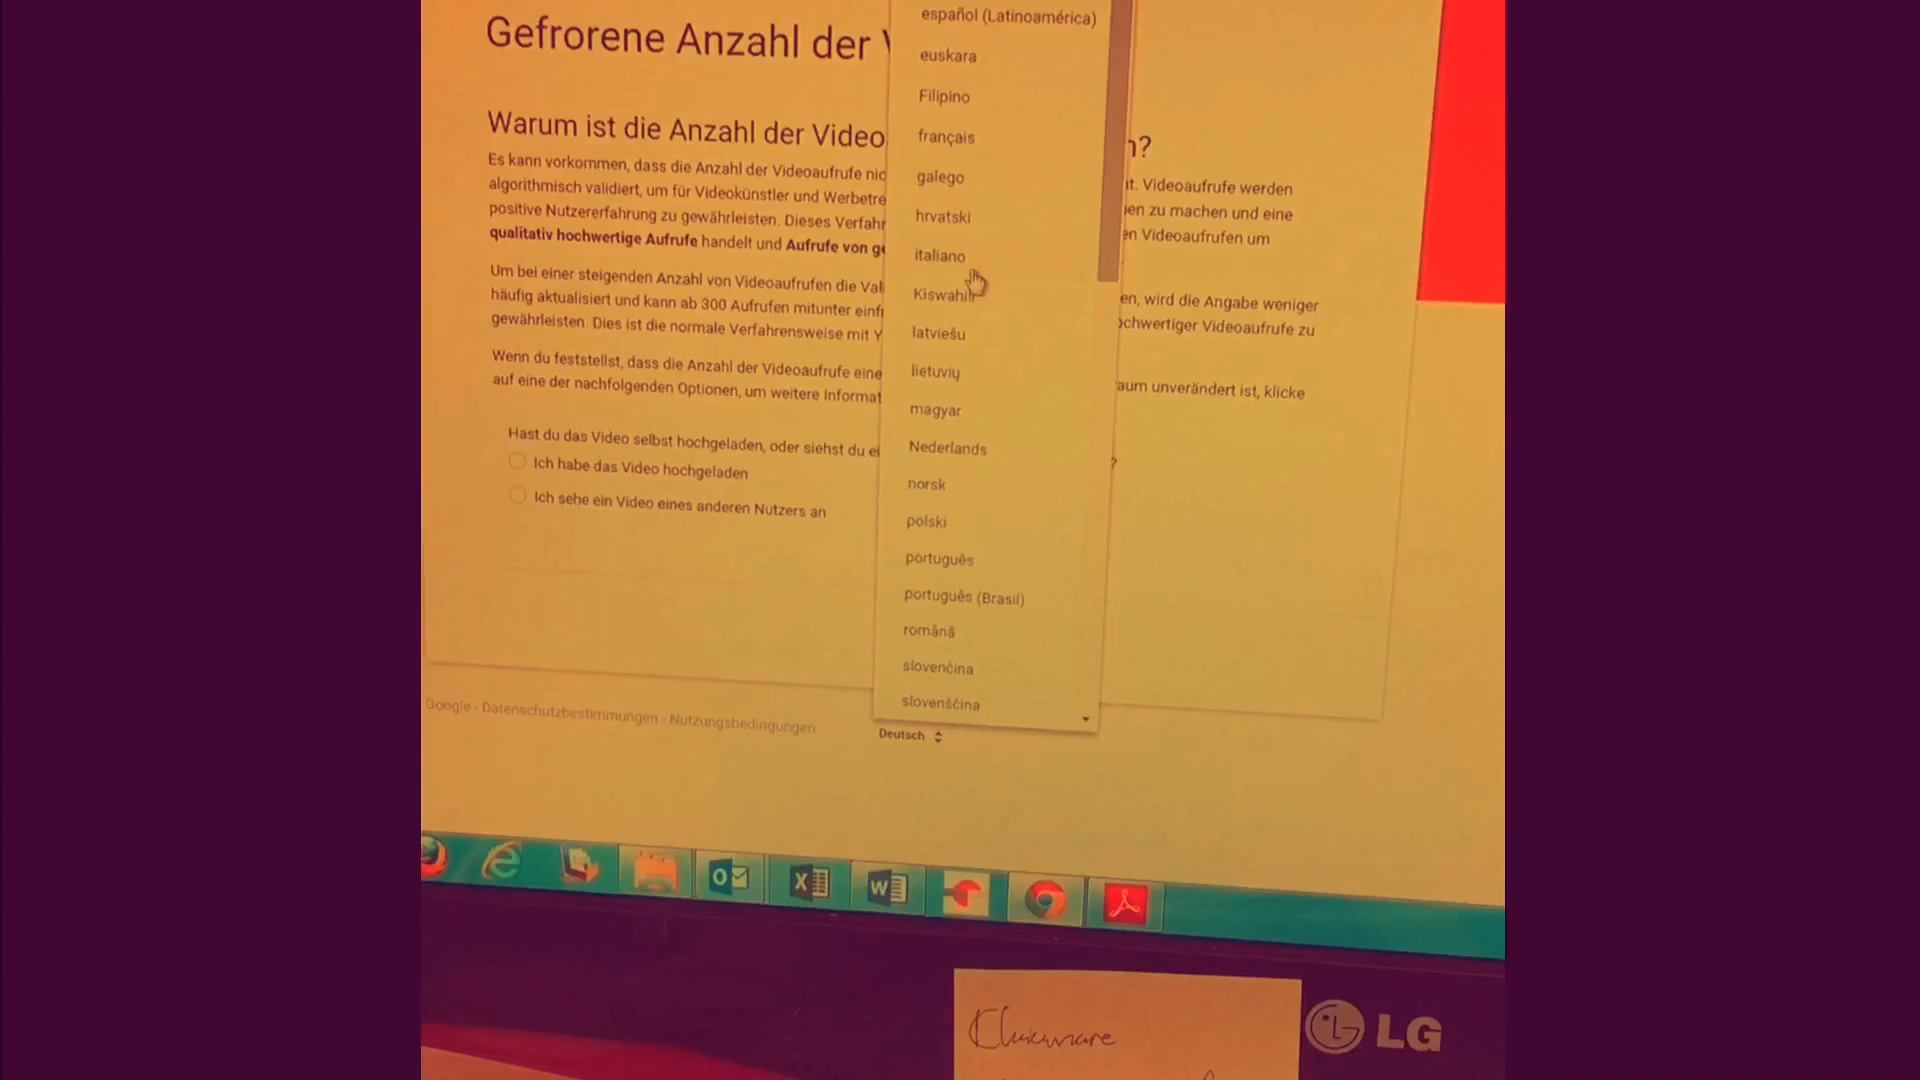 Gefrorene Anzahl der
Warum ist die Anzahl der Video
Es kann vorkommen, dass die Anzahl der Videoaufrufe nic
t. Videoaufrufe werden
algorithmisch validiert, um für Videokünstler und Werbetre
en zu machen und eine
positive Nutzererfahrung zu gewährleisten. Dieses Verfahr
en Videoaufrufen um
qualitativ hochwertige Aufrufe handelt und Aufrufe von ge
Um bei einer steigenden Anzahl von Videoaufrufen die Val
en, wird die Angabe weniger
häufig aktualisiert und kann ab 300 Aufrufen mitunter einf
ochwertiger Videoaufrufe zu
gewährleisten. Dies ist die normale Verfahrensweise mit Y
Wenn du feststellst, dass die Anzahl der Videoaufrufe eine
raum unverändert ist, klicke
auf eine der nachfolgenden Optionen, um weitere Informat
Hast du das Video selbst hochgeladen, oder siehst du ei
?
Ich habe das Video hochgeladen
Ich sehe ein Video eines anderen Nutzers an
español (Latinoamérica)
euskara
Filipino
français
galego
hrvatski
italiano
Kiswahili
latviešu
lietuvių
magyar
Nederlands
norsk
polski
português
português (Brasil)
română
slovenčina
slovenščina
Google - Datenschutzbestimmungen - Nutzungsbedingungen
Deutsch
LG